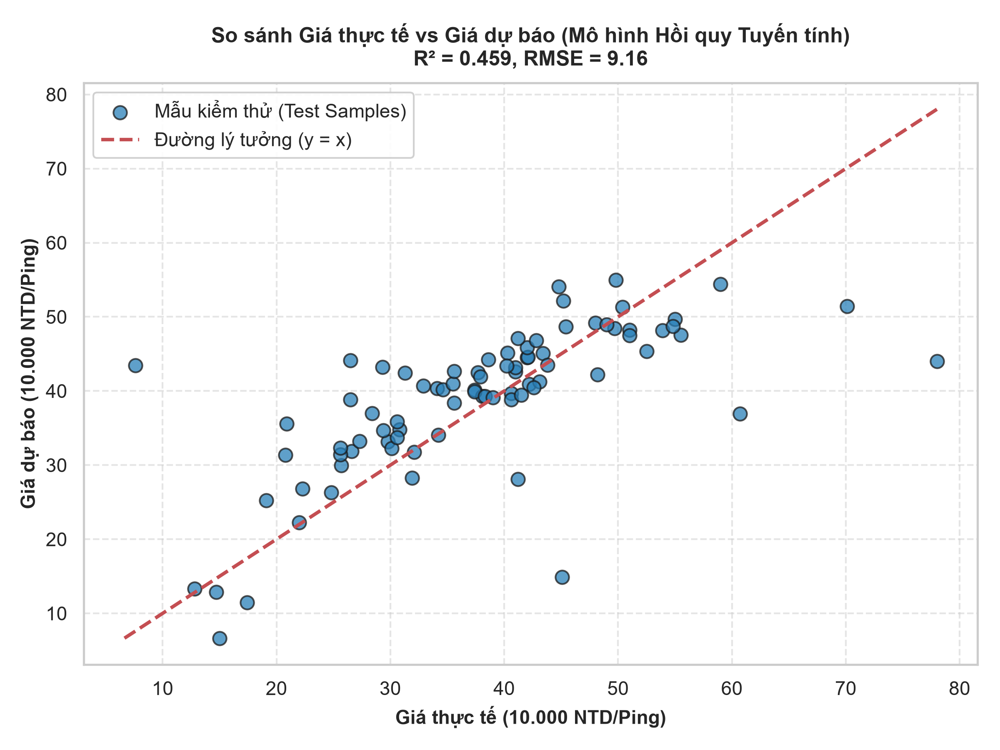 So sánh Giá thực tế vs Giá dự báo (Mô hình Hồi quy Tuyến tính)
R² = 0.459, RMSE = 9.16
Mẫu kiểm thử (Test Samples)
Đường lý tưởng (y = x)
Giá dự báo (10.000 NTD/Ping)
80
70
60
50
40
30
20
10
10 20 30 40 50 60 70 80
Giá thực tế (10.000 NTD/Ping)